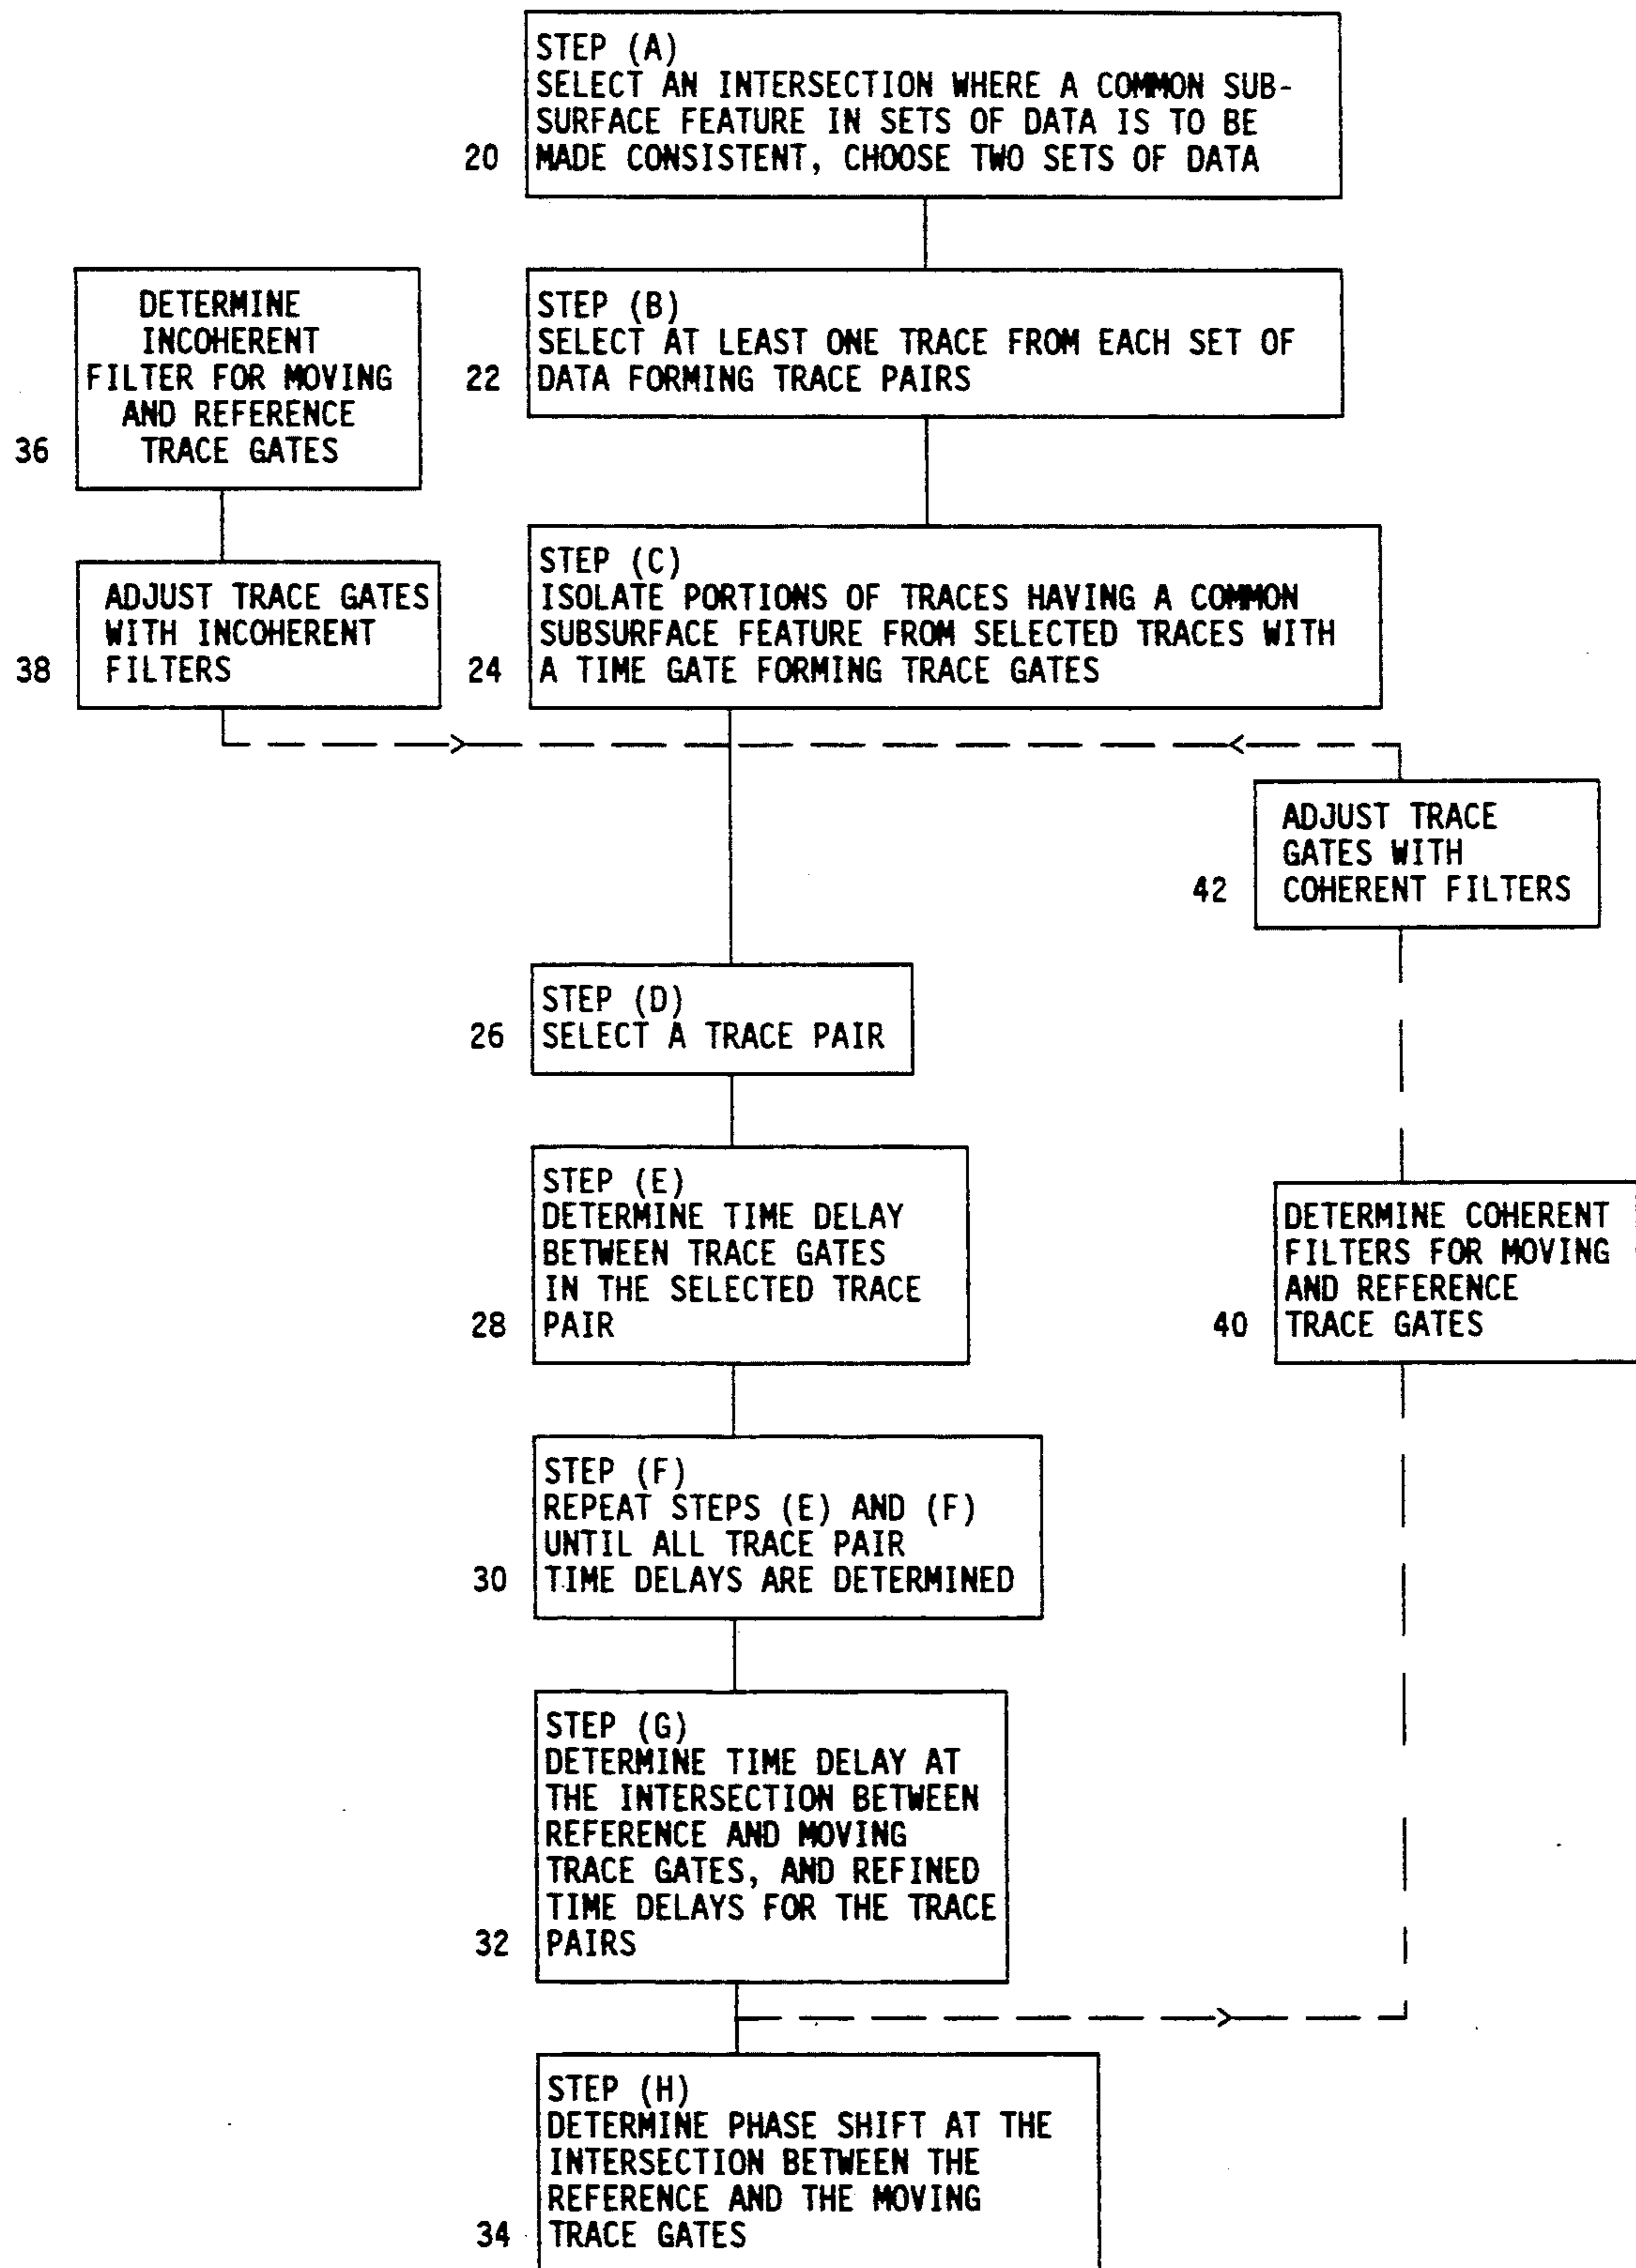 STEP (A)
SELECT AN INTERSECTION WHERE A COMMON SUB-
SURFACE FEATURE IN SETS OF DATA IS TO BE
20 MADE CONSISTENT, CHOOSE TWO SETS OF DATA
DETERMINE
INCOHERENT
FILTER FOR MOVING
AND REFERENCE
36 TRACE GATES
STEP (B)
SELECT AT LEAST ONE TRACE FROM EACH SET OF
22 DATA FORMING TRACE PAIRS
ADJUST TRACE GATES
WITH INCOHERENT
38 FILTERS
STEP (C)
ISOLATE PORTIONS OF TRACES HAVING A COMMON
SUBSURFACE FEATURE FROM SELECTED TRACES WITH
24 A TIME GATE FORMING TRACE GATES
ADJUST TRACE
GATES WITH
42 COHERENT FILTERS
STEP (D)
26 SELECT A TRACE PAIR
STEP (E)
DETERMINE TIME DELAY
BETWEEN TRACE GATES
IN THE SELECTED TRACE
28 PAIR
DETERMINE COHERENT
FILTERS FOR MOVING
AND REFERENCE
40 TRACE GATES
STEP (F)
REPEAT STEPS (E) AND (F)
UNTIL ALL TRACE PAIR
30 TIME DELAYS ARE DETERMINED
STEP (G)
DETERMINE TIME DELAY AT
THE INTERSECTION BETWEEN
REFERENCE AND MOVING
TRACE GATES, AND REFINED
TIME DELAYS FOR THE TRACE
32 PAIRS
STEP (H)
DETERMINE PHASE SHIFT AT THE
INTERSECTION BETWEEN THE
REFERENCE AND THE MOVING
34 TRACE GATES